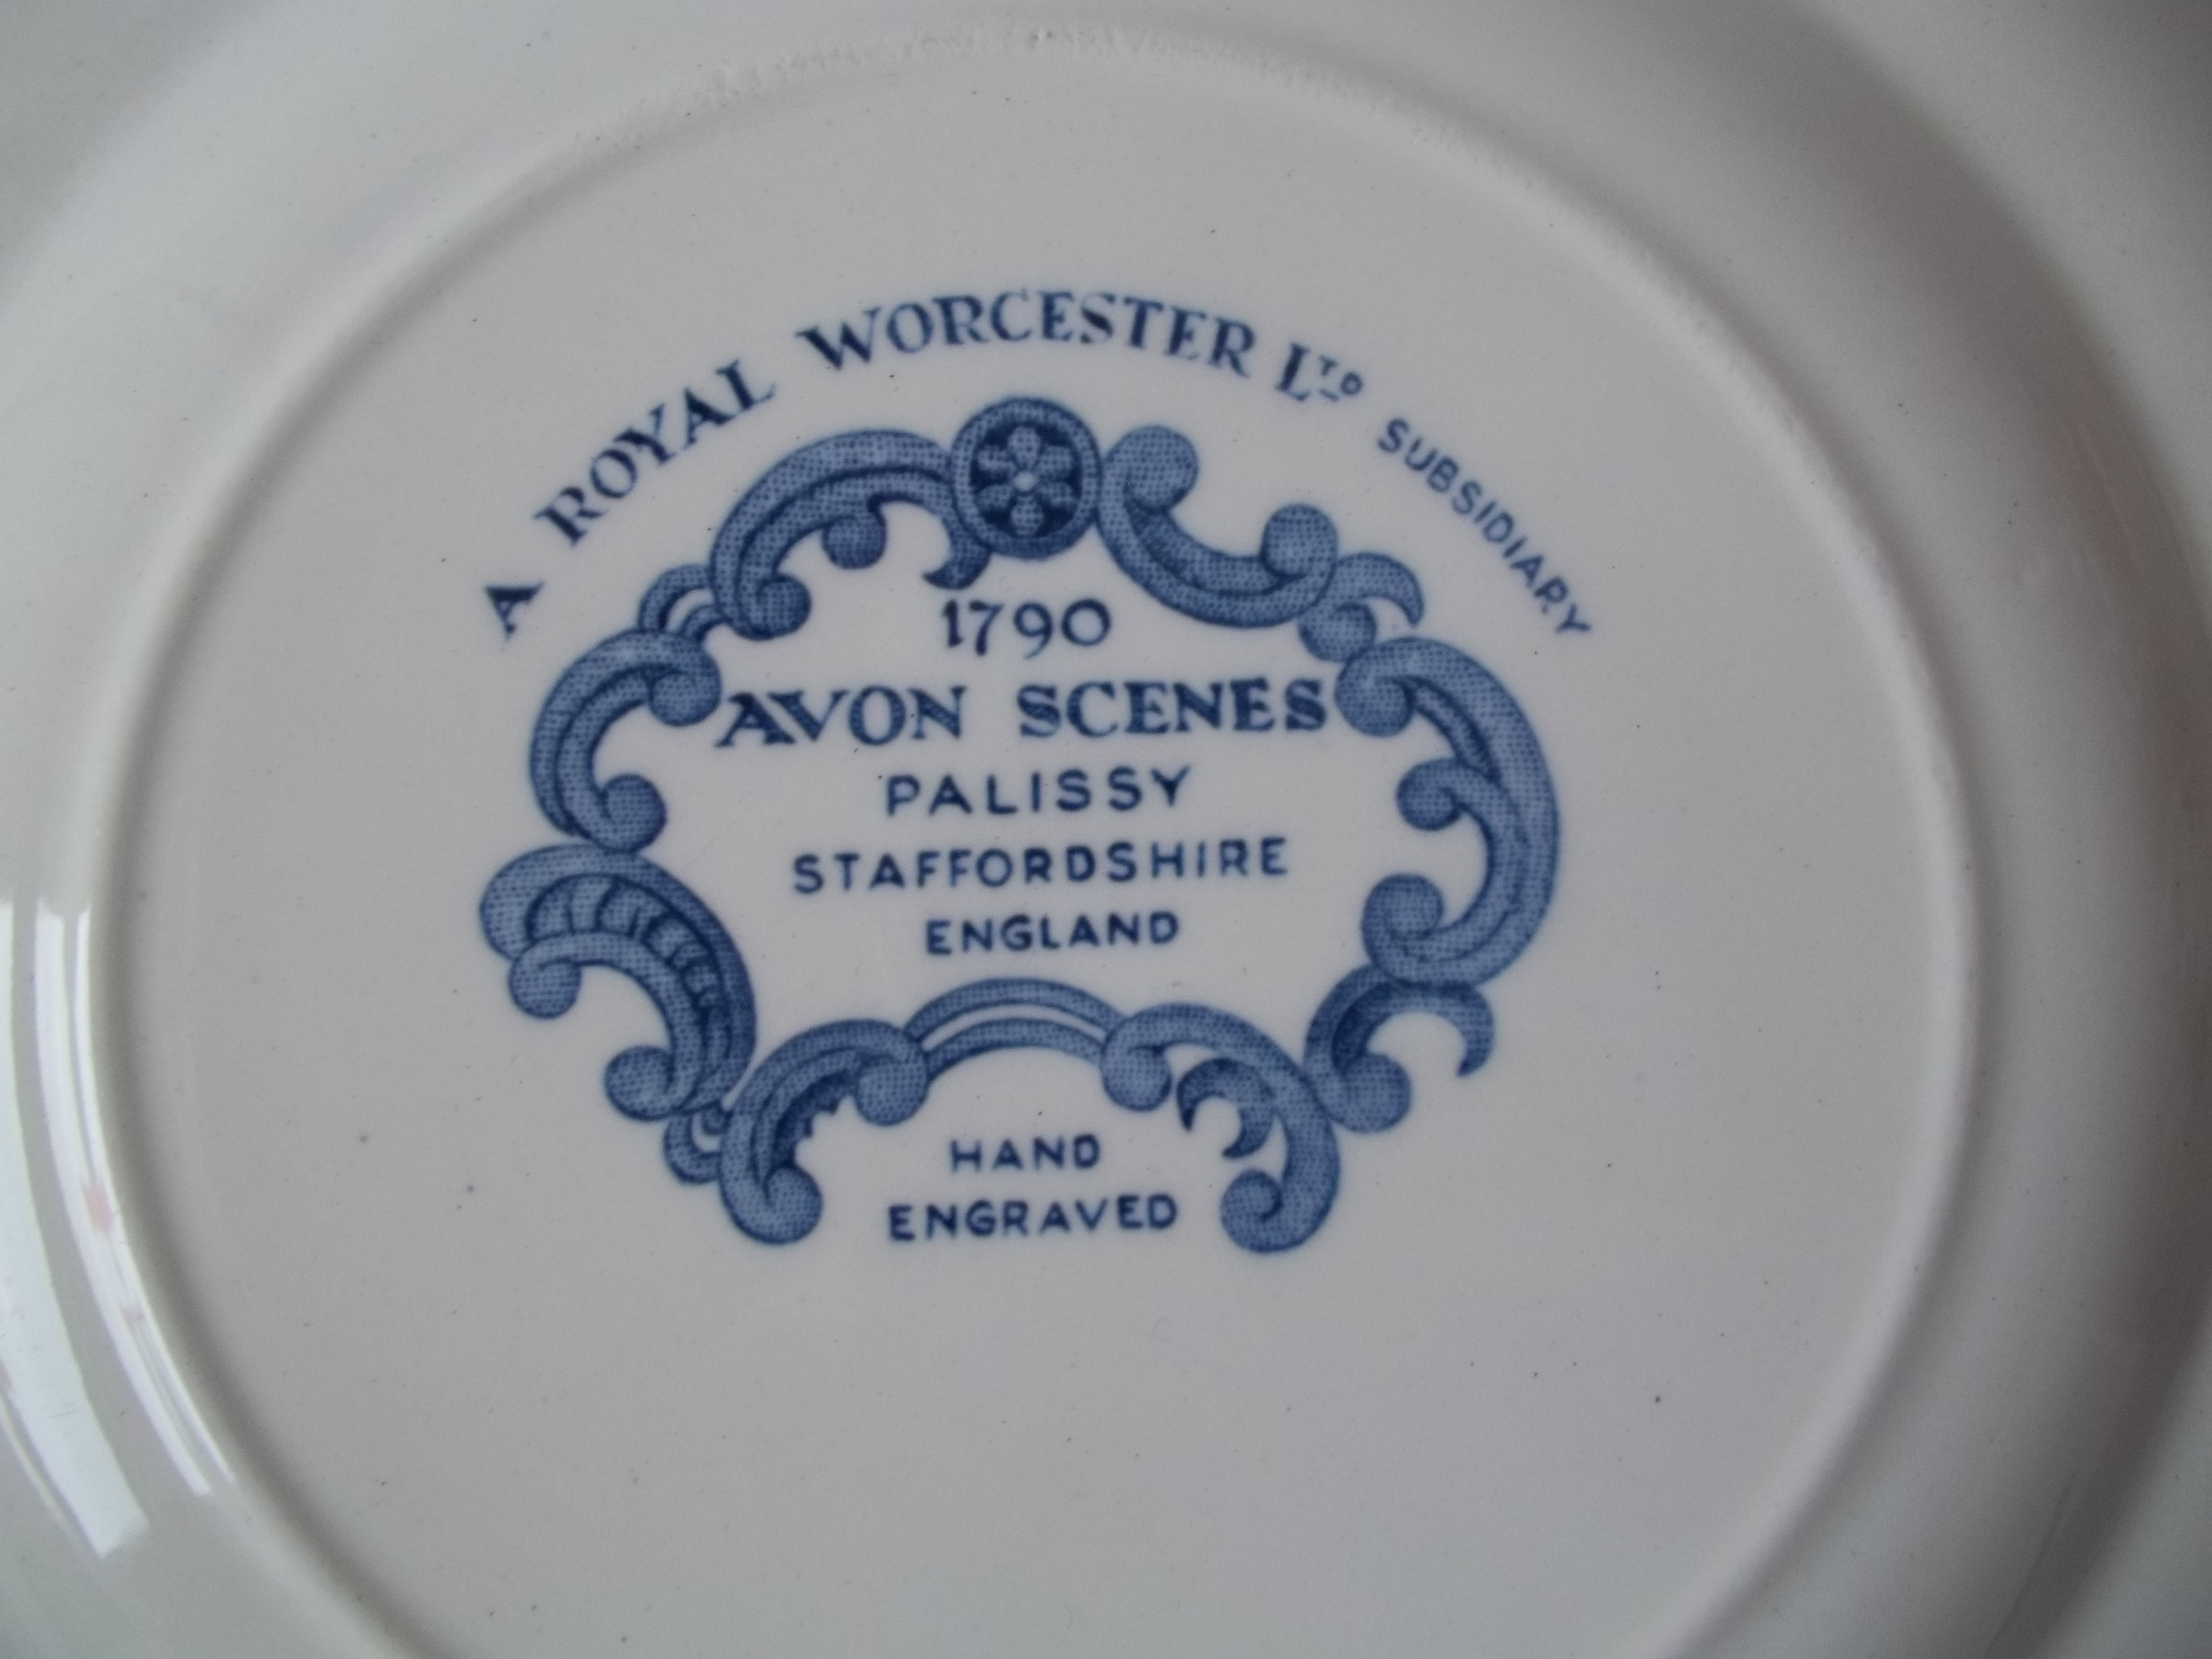 A ROYAL WORCESTER LTD SUBSIDIARY
1790
AVON SCENES
PALISSY
STAFFORDSHIRE
ENGLAND
HAND
ENGRAVED